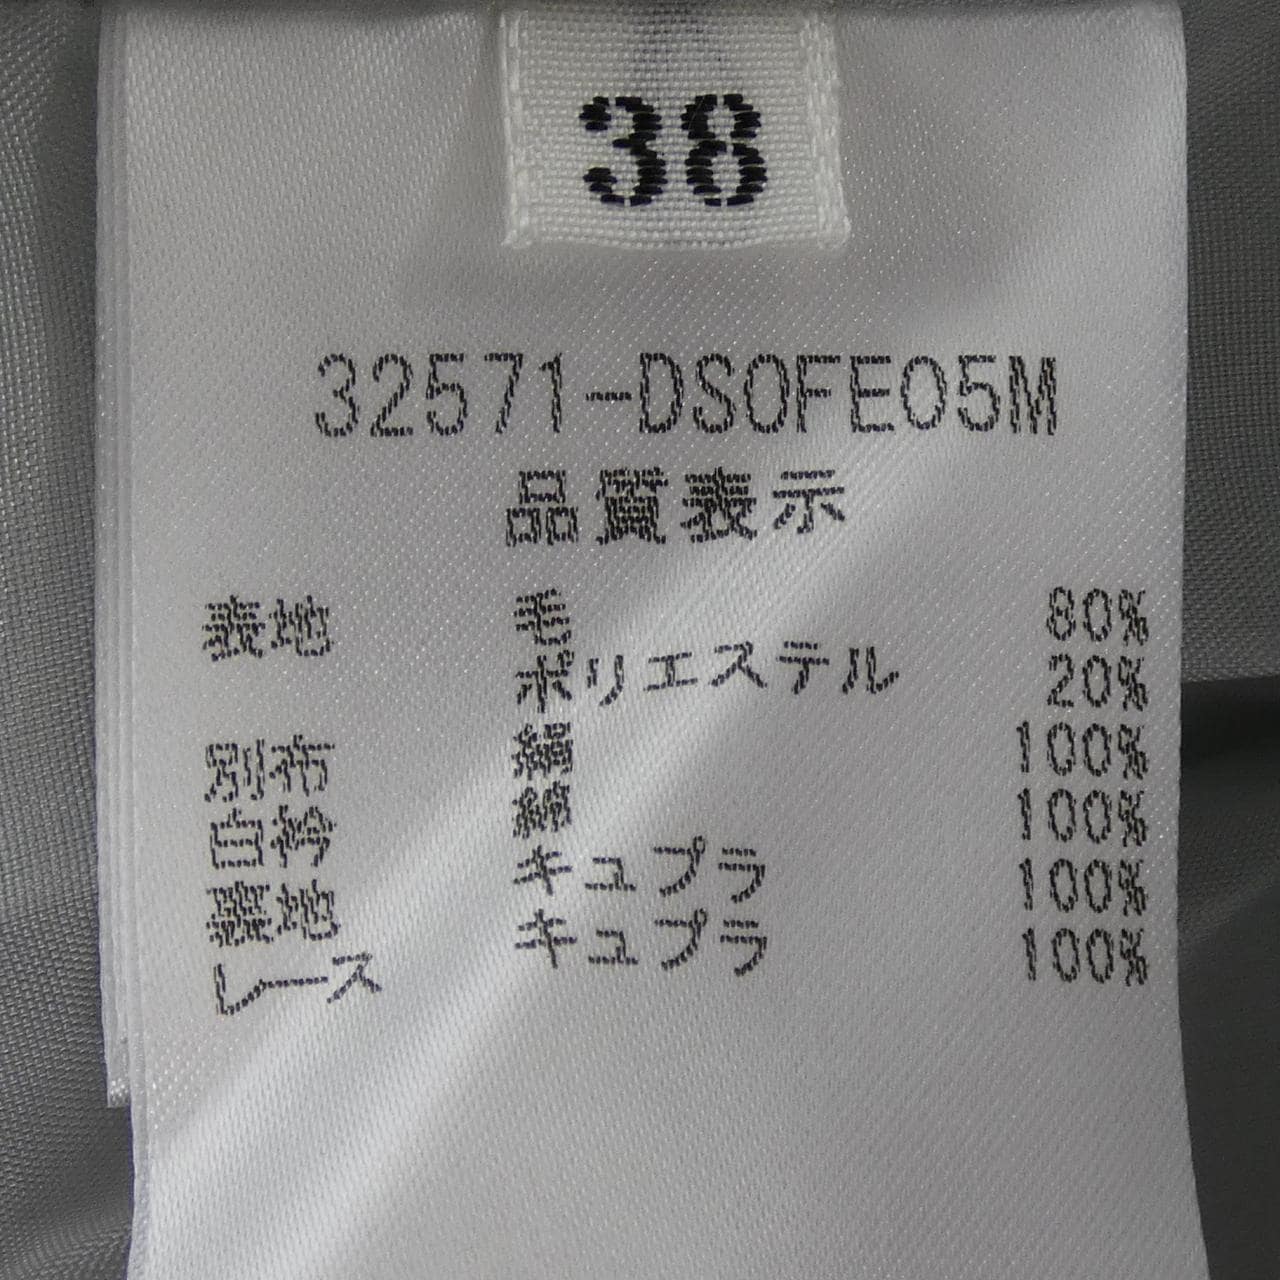 38
32571-DS0FE05M
品質表示
表地 毛 80%
ポリエステル 20%
別布 絹 100%
白衿 綿 100%
裏地 キュプラ 100%
レース キュプラ 100%